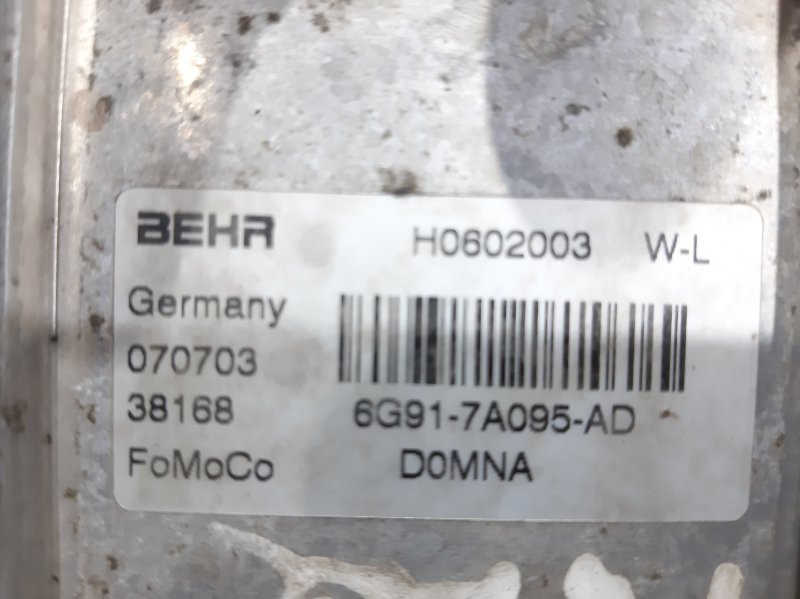 BEHR H0602003 W-L
Germany
070703
38168 6G91-7A095-AD
FoMoCo D0MNA